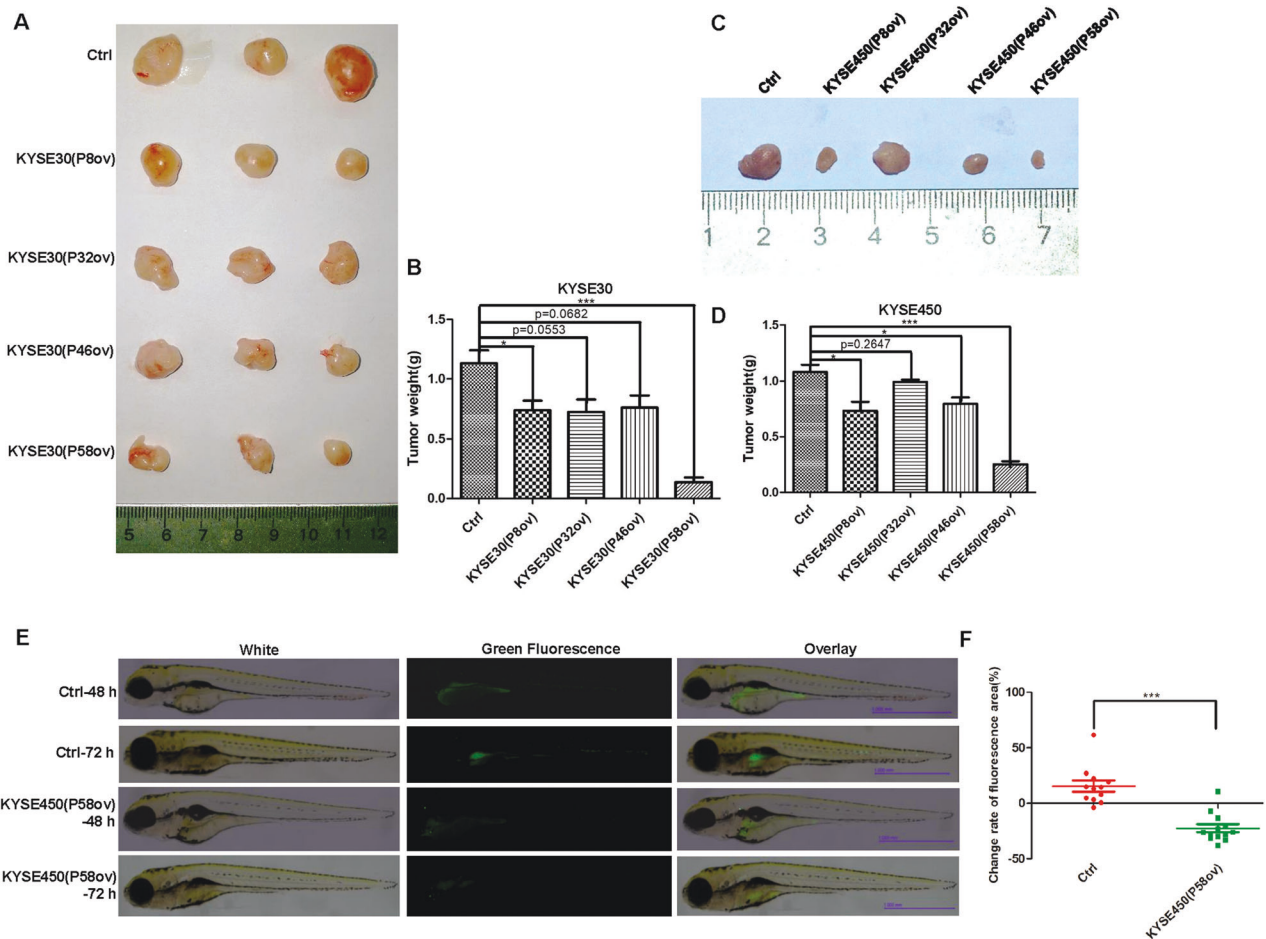 A
Ctrl
KYSE30(P8ov)
KYSE30(P32ov)
KYSE30(P46ov)
KYSE30(P58ov)
5 6 7 8 9 10 11 12
B
KYSE30
***
p=0.0682
p=0.0553
*
Tumor weight(g)
1.5
1.0
0.5
0.0
Ctrl
KYSE30(P8ov)
KYSE30(P32ov)
KYSE30(P46ov)
KYSE30(P58ov)
C
Ctrl
KYSE450(P8ov)
KYSE450(P32ov)
KYSE450(P46ov)
KYSE450(P58ov)
1 2 3 4 5 6 7
D
KYSE450
***
*
p=0.2647
*
Tumor weight(g)
1.5
1.0
0.5
0.0
Ctrl
KYSE450(P8ov)
KYSE450(P32ov)
KYSE450(P46ov)
KYSE450(P58ov)
E
White Green Fluorescence Overlay
Ctrl-48 h
Ctrl-72 h
KYSE450(P58ov)
-48 h
KYSE450(P58ov)
-72 h
F
Change rate of fluorescence area(%)
100
50
0
-50
***
Ctrl
KYSE450(P58ov)